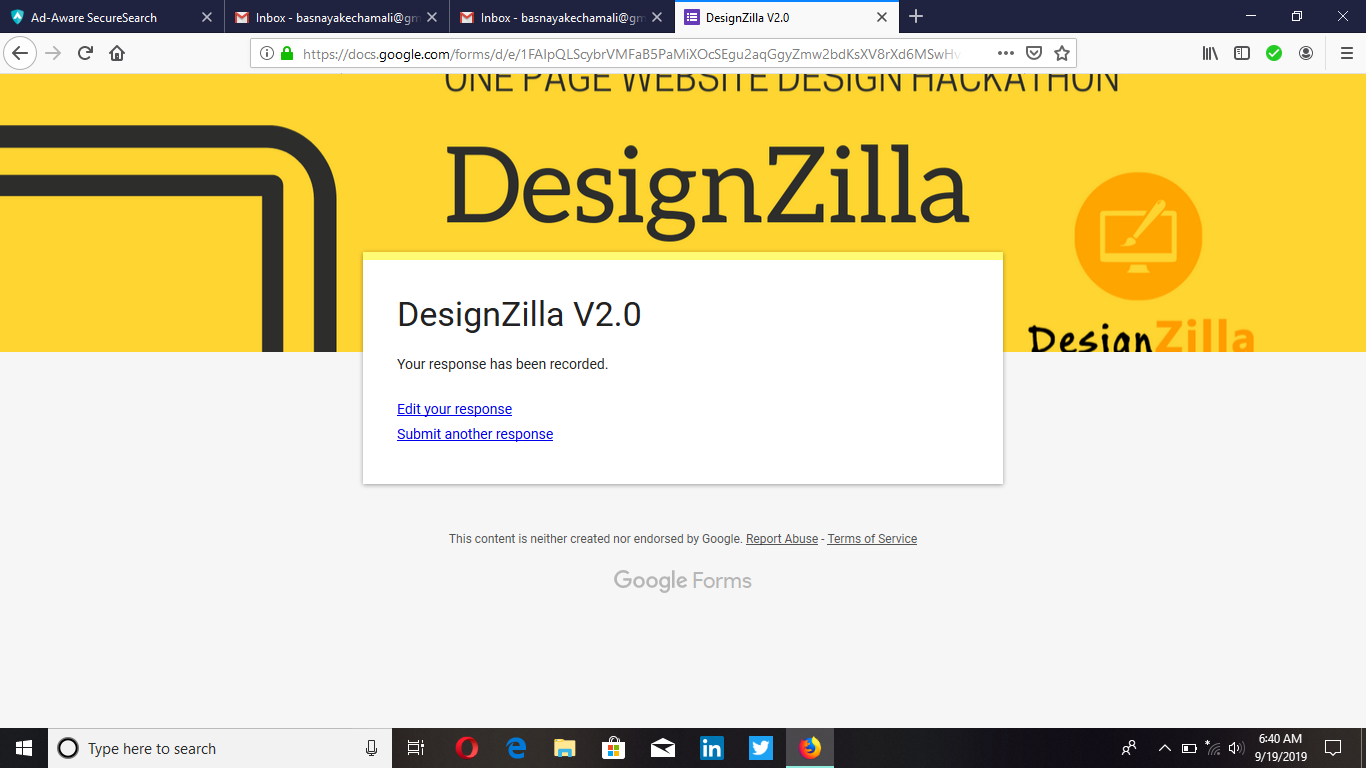 Ad-Aware SecureSearch
Inbox - basnayakechamali@gm
Inbox - basnayakechamali@gm
DesignZilla V2.0
https://docs.google.com/forms/d/e/1FAIpQLScybrVMFaB5PaMiXOcSEgu2aqGgyZmw2bdKsXV8rXd6MSwHv
ONE PAGE WEBSITE DESIGN HACKATHON
DesignZilla
DesignZilla
DesignZilla V2.0
Your response has been recorded.
Edit your response
Submit another response
This content is neither created nor endorsed by Google. Report Abuse - Terms of Service
Google Forms
Type here to search
6:40 AM
9/19/2019